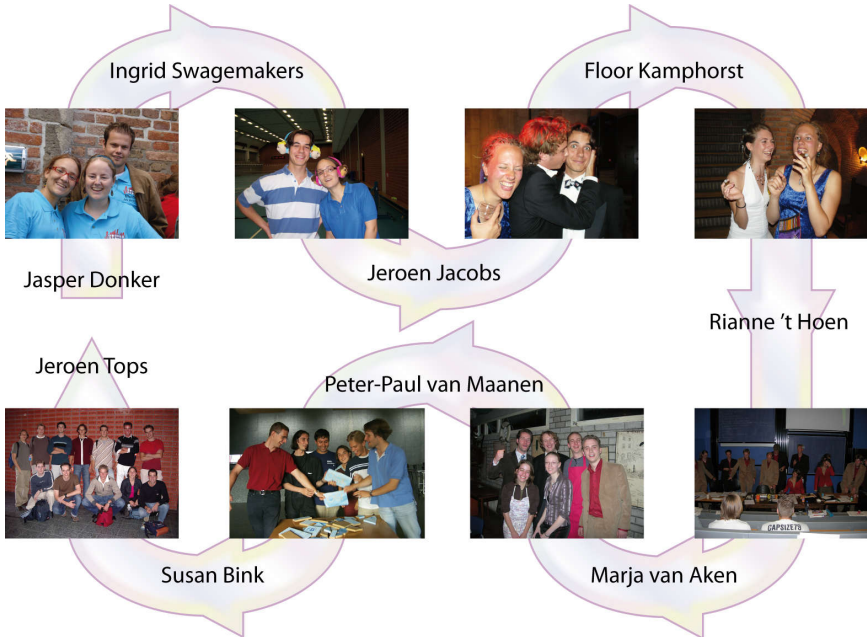 Ingrid Swagemakers
Floor Kamphorst
Jasper Donker
Jeroen Jacobs
Rianne 't Hoen
Jeroen Tops
Peter-Paul van Maanen
CAPSIZETS
Susan Bink
Marja van Aken